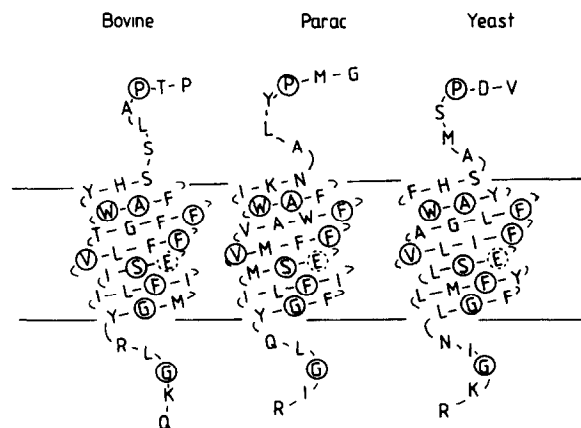 Bovine Parac Yeast
P-T-P P-M-G P-D-V
A Y S
L L M
S A A
S
Y-H-S I-K-N F-H-S
W-A-F W-A-F W-A-Y
T-G-F-F V-A-W-F A-G-L-F
V-L-F-F V-M-F-F V-L-I-F
I-S-E M-S-E L-S-E
I-L-F-I I-L-F-I L-M-F-Y
Y-G-M Y-G-F L-G-F
R-L Q-L N-I
G G G
K I K
Q R R